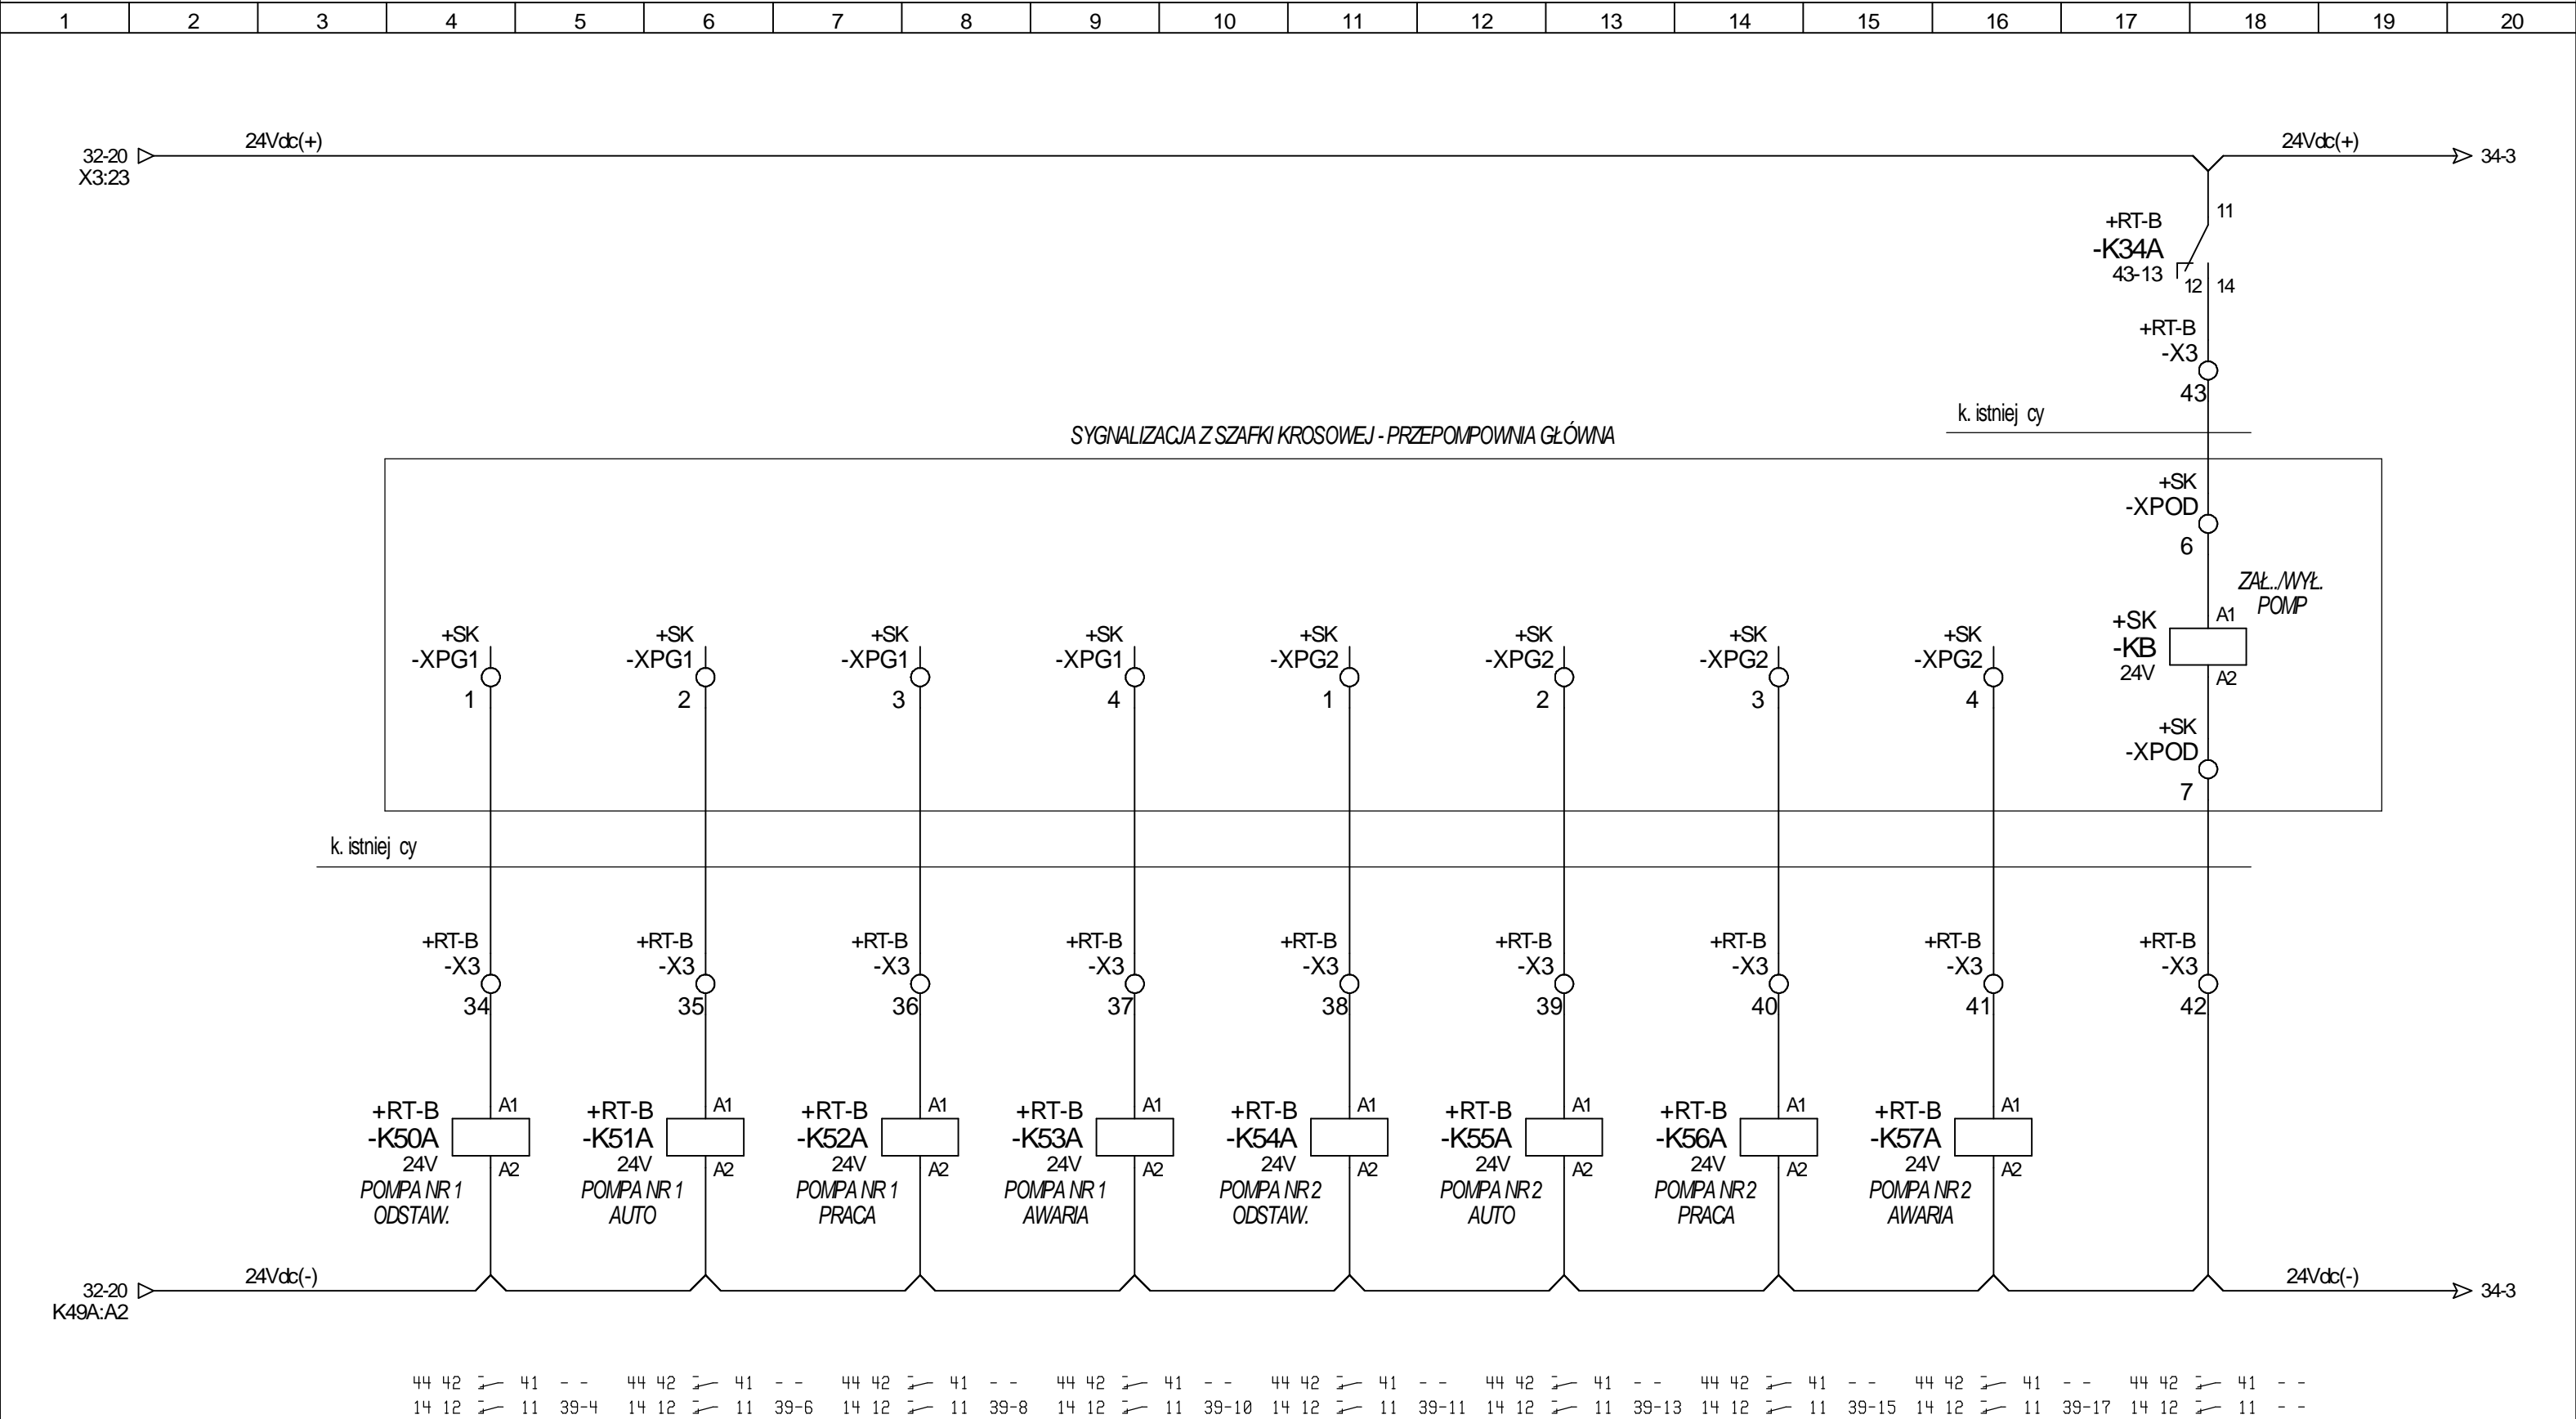 1 2 3 4 5 6 7 8 9 10 11 12 13 14 15 16 17 18 19 20
24Vdc(+) 24Vdc(+)
32-20 34-3
X3:23
11
+RT-B
-K34A
43-13
12 14
+RT-B
-X3
43
k. istniej cy
SYGNALIZACJA Z SZAFKI KROSOWEJ - PRZEPOMPOWNIA GŁÓWNA
+SK
-XPOD
6
ZAŁ../WYŁ.
POMP
A1
+SK
-KB
24V
A2
+SK +SK +SK +SK +SK +SK +SK +SK
-XPG1 -XPG1 -XPG1 -XPG1 -XPG2 -XPG2 -XPG2 -XPG2
1 2 3 4 1 2 3 4
+SK
-XPOD
7
k. istniej cy
+RT-B +RT-B +RT-B +RT-B +RT-B +RT-B +RT-B +RT-B +RT-B
-X3 -X3 -X3 -X3 -X3 -X3 -X3 -X3 -X3
34 35 36 37 38 39 40 41 42
+RT-B A1 +RT-B A1 +RT-B A1 +RT-B A1 +RT-B A1 +RT-B A1 +RT-B A1 +RT-B A1
-K50A -K51A -K52A -K53A -K54A -K55A -K56A -K57A
24V A2 24V A2 24V A2 24V A2 24V A2 24V A2 24V A2 24V A2
POMPA NR 1 POMPA NR 1 POMPA NR 1 POMPA NR 1 POMPA NR 2 POMPA NR 2 POMPA NR 2 POMPA NR 2
ODSTAW. AUTO PRACA AWARIA ODSTAW. AUTO PRACA AWARIA
24Vdc(-) 24Vdc(-)
32-20 34-3
K49A:A2
44 42 41 - - 44 42 41 - - 44 42 41 - - 44 42 41 - - 44 42 41 - - 44 42 41 - - 44 42 41 - - 44 42 41 - - 44 42 41 - -
14 12 11 39-4 14 12 11 39-6 14 12 11 39-8 14 12 11 39-10 14 12 11 39-11 14 12 11 39-13 14 12 11 39-15 14 12 11 39-17 14 12 11 - -